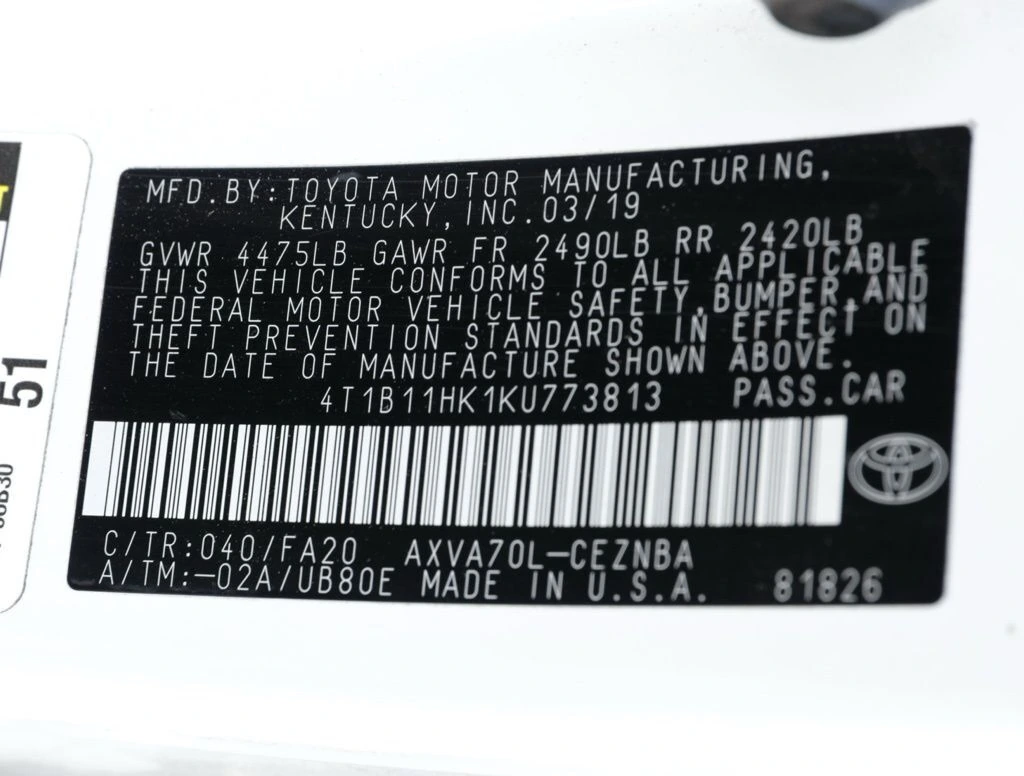 MFD.BY:TOYOTA MOTOR MANUFACTURING,
KENTUCKY,INC.03/19
GVWR 4475LB GAWR FR 2490LB RR 2420LB
THIS VEHICLE CONFORMS TO ALL APPLICABLE
FEDERAL MOTOR VEHICLE SAFETY,BUMPER,AND
THEFT PREVENTION STANDARDS IN EFFECT ON
THE DATE OF MANUFACTURE SHOWN ABOVE.
4T1B11HK1KU773813 PASS.CAR
C/TR:040/FA20 AXVA70L-CEZNBA
A/TM:-02A/UB80E MADE IN U.S.A. 81826
51